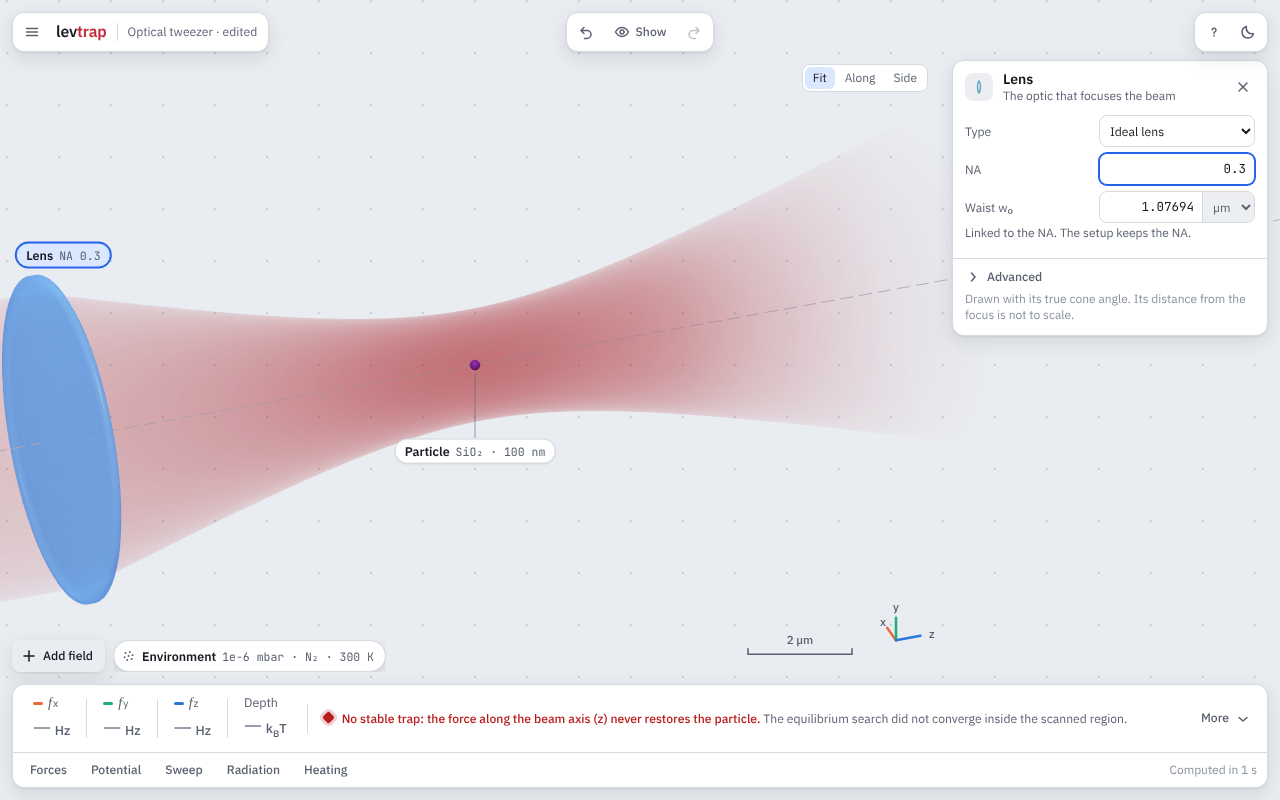 levtrap
Optical tweezer · edited
Show
?
Fit Along Side
Lens
The optic that focuses the beam
Type Ideal lens
NA 0.3
Waist w₀ 1.07694 µm
Linked to the NA. The setup keeps the NA.
Advanced
Drawn with its true cone angle. Its distance from the
focus is not to scale.
Lens NA 0.3
Particle SiO₂ · 100 nm
2 µm
y
x
z
Add field
Environment 1e-6 mbar · N₂ · 300 K
fx fy fz Depth
— Hz — Hz — Hz — kBT
No stable trap: the force along the beam axis (z) never restores the particle. The equilibrium search did not converge inside the scanned region.
More
Forces Potential Sweep Radiation Heating
Computed in 1 s